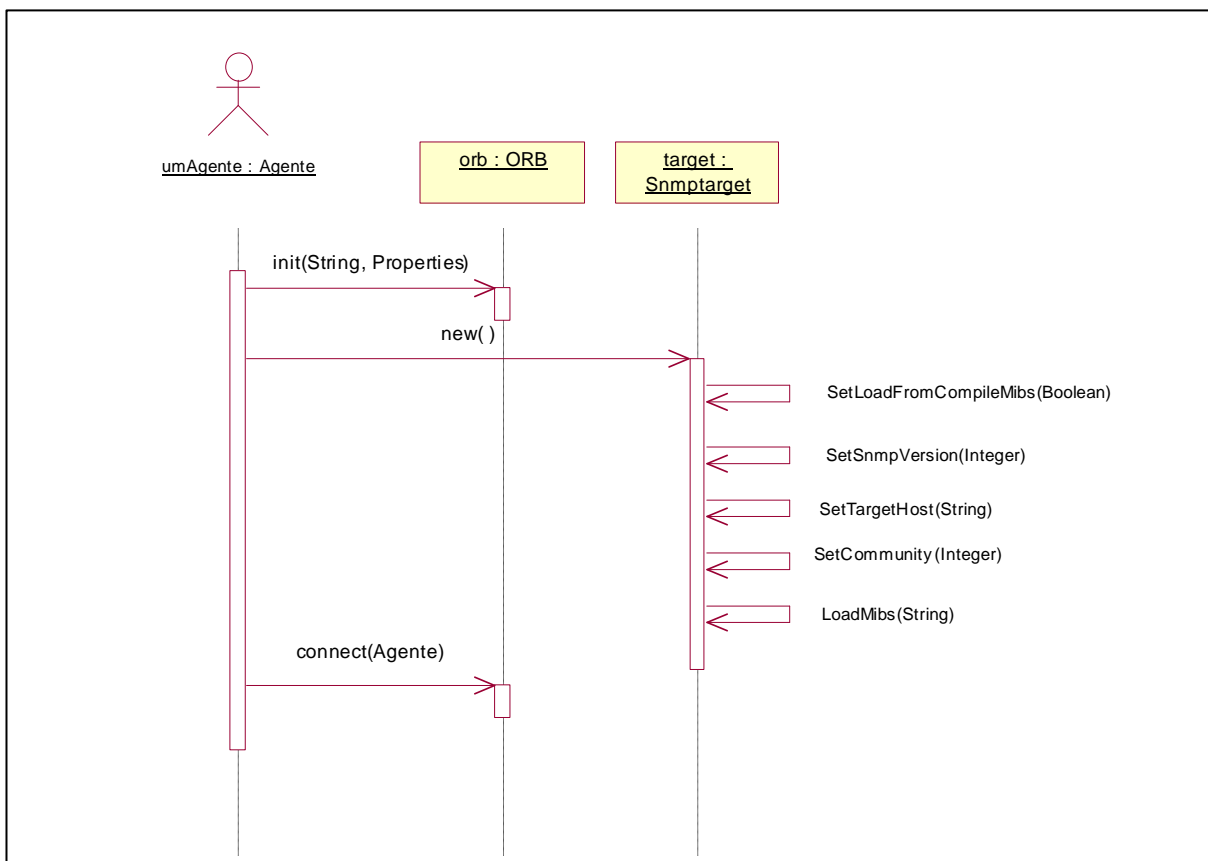 umAgente : Agente
orb : ORB
target :
Snmptarget
init(String, Properties)
new( )
SetLoadFromCompileMibs(Boolean)
SetSnmpVersion(Integer)
SetTargetHost(String)
SetCommunity(Integer)
LoadMibs(String)
connect(Agente)